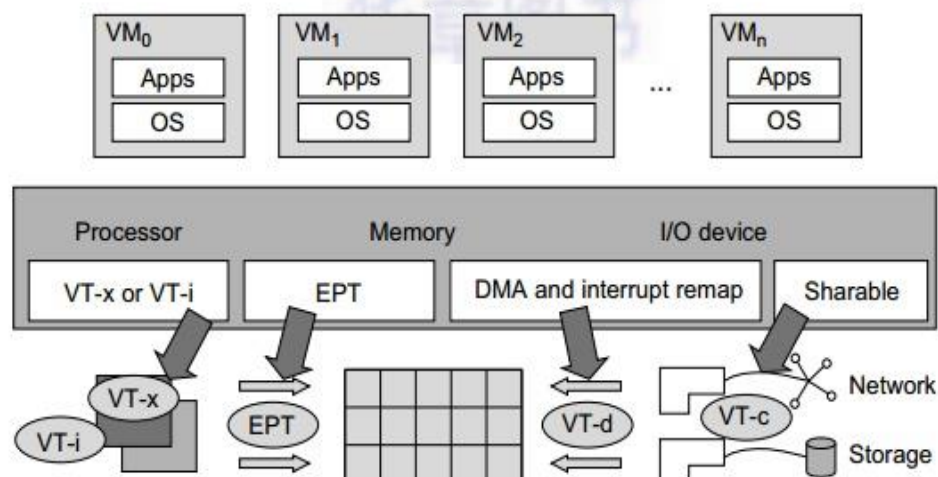 VM0
Apps
OS
VM1
Apps
OS
VM2
Apps
OS
...
VMn
Apps
OS
Processor
Memory
I/O device
VT-x or VT-i
EPT
DMA and interrupt remap
Sharable
VT-x
VT-i
EPT
VT-d
VT-c
Network
Storage